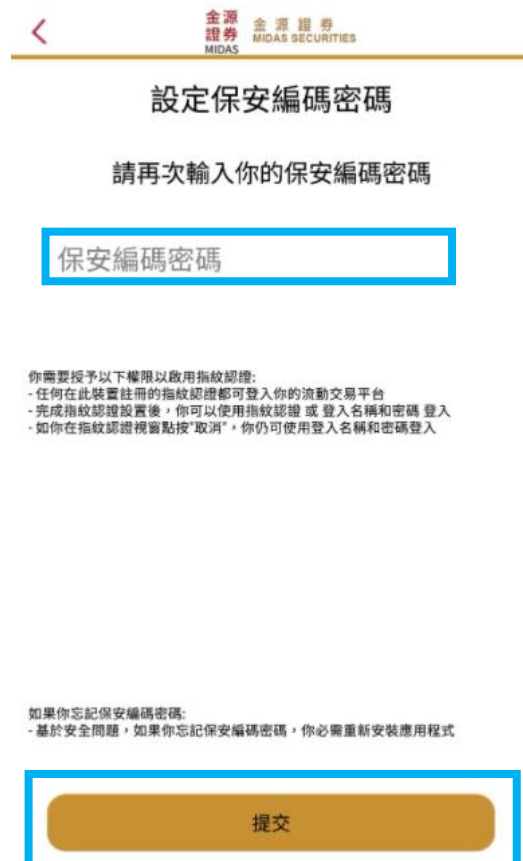 金源
證券
MIDAS
金源證券
MIDAS SECURITIES
設定保安編碼密碼
請再次輸入你的保安編碼密碼
保安編碼密碼
你需要授予以下權限以啟用指紋認證:
- 任何在此裝置註冊的指紋認證都可登入你的流動交易平台
- 完成指紋認證設置後，你可以使用指紋認證 或 登入名稱和密碼 登入
- 如你在指紋認證視窗點按"取消"，你仍可使用登入名稱和密碼登入
如果你忘記保安編碼密碼:
- 基於安全問題，如果你忘記保安編碼密碼，你必需重新安裝應用程式
提交